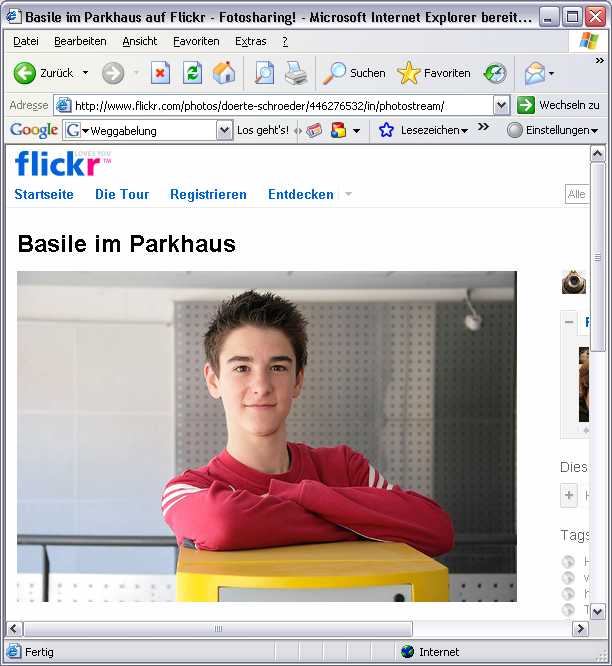 Basile im Parkhaus auf Flickr - Fotosharing! - Microsoft Internet Explorer bereit...
Datei Bearbeiten Ansicht Favoriten Extras ?
Zurück Suchen Favoriten
Adresse http://www.flickr.com/photos/doerte-schroeder/446276532/in/photostream/ Wechseln zu
Google G Weggabelung Los geht's! Lesezeichen Einstellungen
flickr LOVES YOU TM
Startseite Die Tour Registrieren Entdecken Alle
Basile im Parkhaus
F
Dies
+ H
Tags
H
v
h
T
Fertig Internet